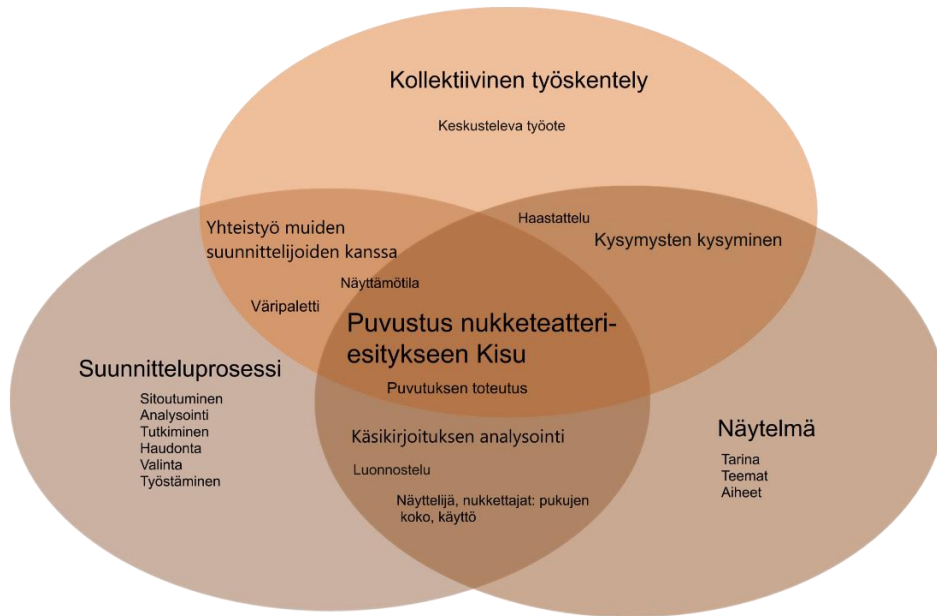 Kollektiivinen työskentely
Keskusteleva työote
Haastattelu
Kysymysten kysyminen
Yhteistyö muiden
suunnittelijoiden kanssa
Näyttämötila
Väripaletti
Puvustus nukketeatteri-
esitykseen Kisu
Puvutuksen toteutus
Suunnitteluprosessi
Sitoutuminen
Analysointi
Tutkiminen
Haudonta
Valinta
Työstäminen
Käsikirjoituksen analysointi
Luonnostelu
Näyttelijä, nukkettajat: pukujen
koko, käyttö
Näytelmä
Tarina
Teemat
Aiheet